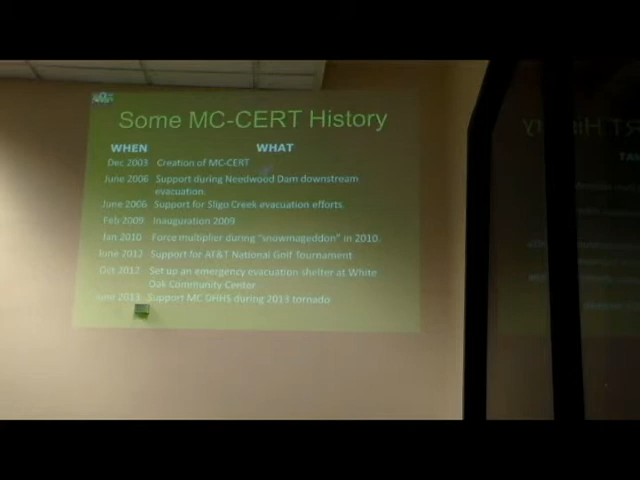 Some MC-CERT History
WHEN WHAT
Dec 2003 Creation of MC-CERT
June 2006 Support during Needwood Dam downstream
evacuation.
June 2006 Support for Sligo Creek evacuation efforts.
Feb 2009 Inauguration 2009
Jan 2010 Force multiplier during "snowmageddon" in 2010.
June 2012 Support for AT&T National Golf Tournament
Oct 2012 Set up an emergency evacuation shelter at White
Oak Community Center
June 2013 Support MC DHHS during 2013 tornado